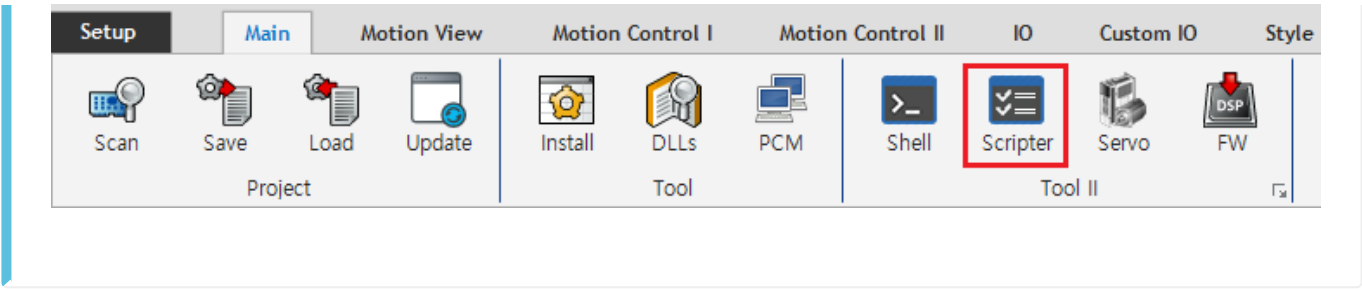 Setup Main Motion View Motion Control I Motion Control II IO Custom IO Style
Scan Save Load Update Install DLLs PCM Shell Scripter Servo DSP FW
Project Tool Tool II